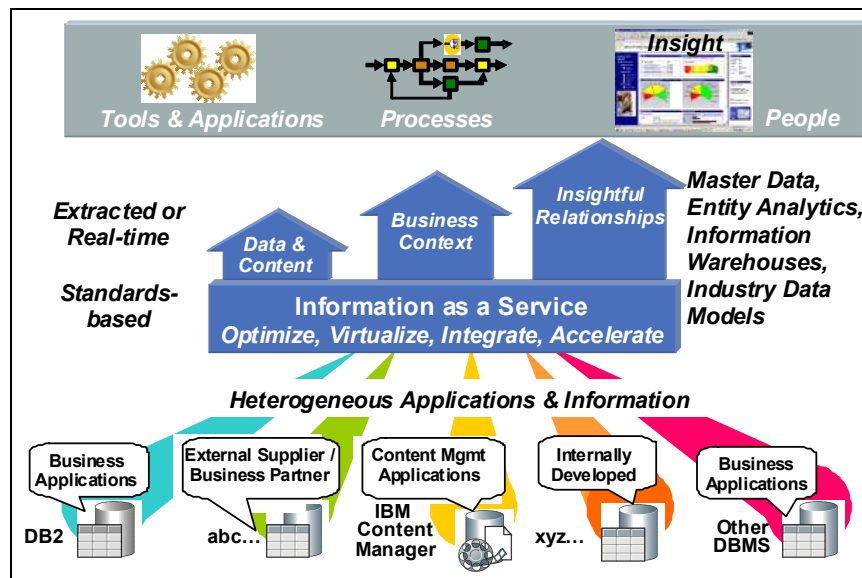 Insight
Tools & Applications
Processes
People
Extracted or
Real-time
Standards-
based
Data &
Content
Business
Context
Insightful
Relationships
Master Data,
Entity Analytics,
Information
Warehouses,
Industry Data
Models
Information as a Service
Optimize, Virtualize, Integrate, Accelerate
Heterogeneous Applications & Information
Business
Applications
DB2
External Supplier /
Business Partner
abc...
Content Mgmt
Applications
IBM
Content
Manager
Internally
Developed
xyz...
Business
Applications
Other
DBMS